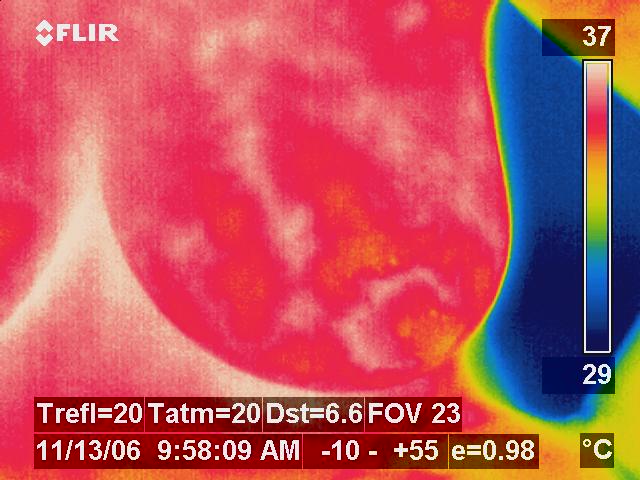 FLIR
37
29
Trefl=20 Tatm=20 Dst=6.6 FOV 23
11/13/06 9:58:09 AM -10 - +55 e=0.98 °C